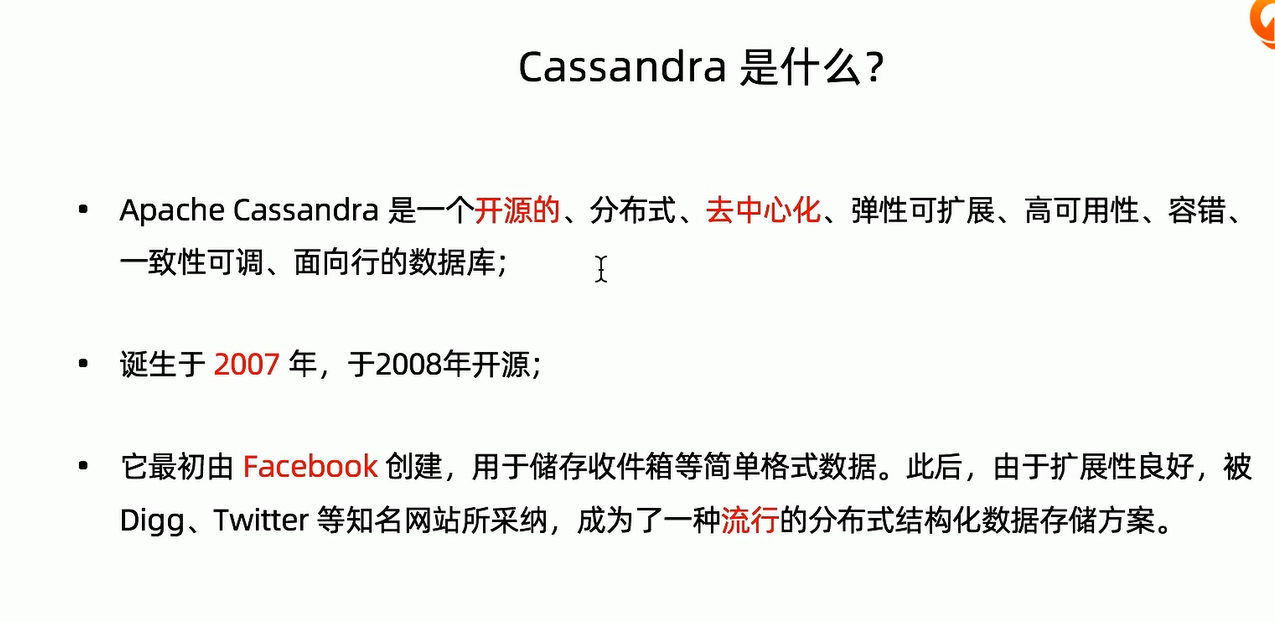 Cassandra 是什么?
• Apache Cassandra 是一个开源的、分布式、去中心化、弹性可扩展、高可用性、容错、
一致性可调、面向行的数据库;
• 诞生于 2007 年，于2008年开源;
• 它最初由 Facebook 创建，用于储存收件箱等简单格式数据。此后，由于扩展性良好，被
Digg、Twitter 等知名网站所采纳，成为了一种流行的分布式结构化数据存储方案。